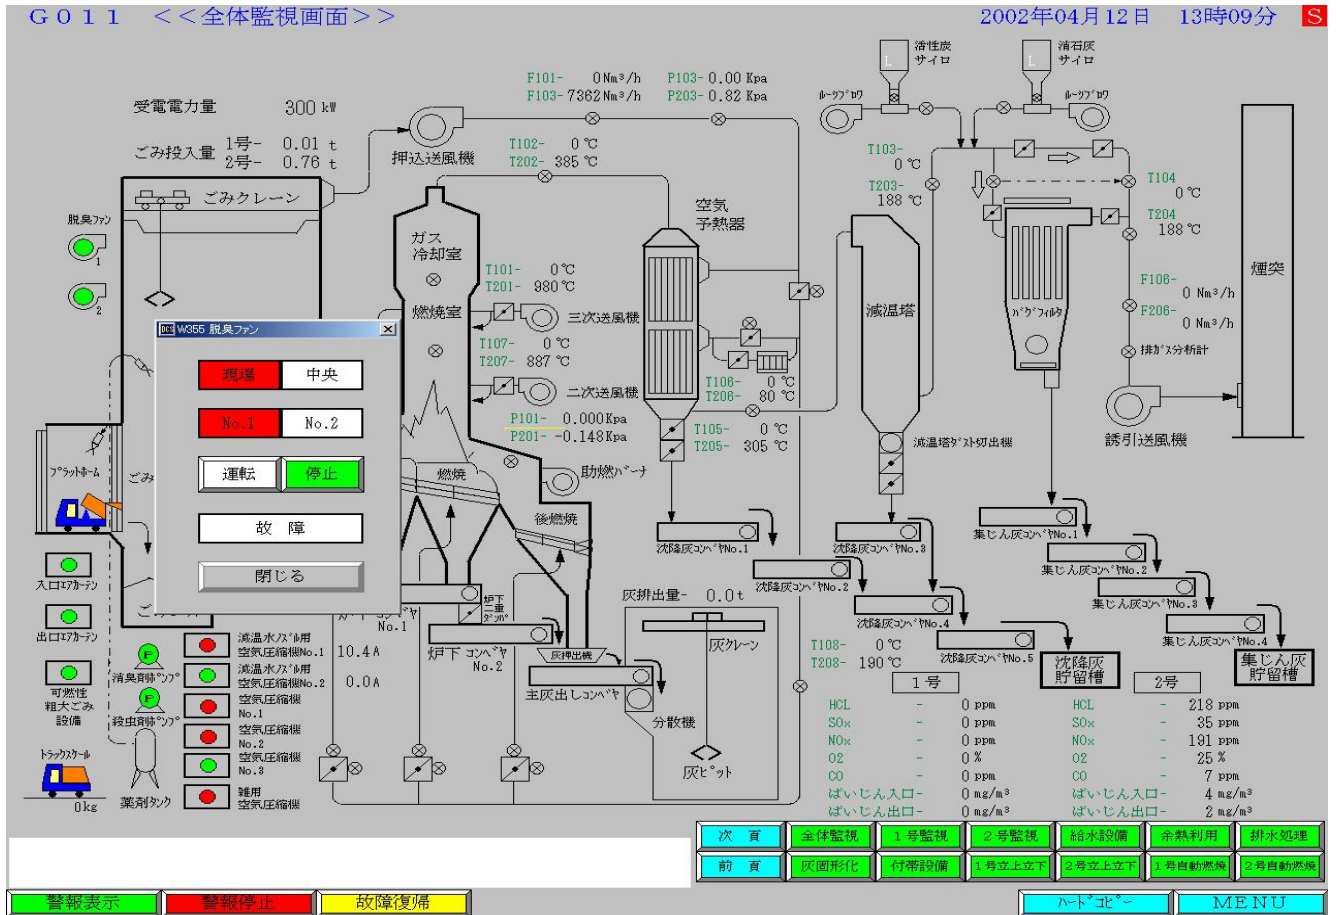 G011 <<全体監視画面>>
2002年04月12日 13時09分 S
活性炭
サイロ
消石灰
サイロ
L
L
F101- 0 Nm³/h P103- 0.00 Kpa
F103- 7362 Nm³/h P203- 0.82 Kpa
ルーツブロワ
ルーツブロワ
受電電力量 300 kW
ごみ投入量 1号- 0.01 t
2号- 0.76 t
押込送風機
T102- 0 ℃
T202- 385 ℃
T103-
0 ℃
T203-
188 ℃
T104
0 ℃
T204
188 ℃
ごみクレーン
脱臭ファン
1
2
ガス
冷却室
空気
予熱器
燃焼室
T101- 0 ℃
T201- 980 ℃
三次送風機
T107- 0 ℃
T207- 887 ℃
二次送風機
P101- 0.000 Kpa
P201- -0.148 Kpa
T106- 0 ℃
T206- 80 ℃
T105- 0 ℃
T205- 305 ℃
減温塔
バグフィルタ
煙突
F106-
0 Nm³/h
F206-
0 Nm³/h
排ガス分析計
誘引送風機
減温塔ダスト切出機
DCS W355 脱臭ファン
現場 中央
No.1 No.2
運転 停止
故 障
閉じる
プラットホーム
ごみ
燃焼
後燃焼
助燃バーナ
沈降灰コンベヤNo.1
沈降灰コンベヤNo.2
沈降灰コンベヤNo.3
沈降灰コンベヤNo.4
沈降灰コンベヤNo.5
集じん灰コンベヤNo.1
集じん灰コンベヤNo.2
集じん灰コンベヤNo.3
集じん灰コンベヤNo.4
沈降灰
貯留槽
集じん灰
貯留槽
入口エアカーテン
出口エアカーテン
可燃性
粗大ごみ
設備
P
消臭剤ポンプ
P
殺虫剤ポンプ
薬剤タンク
トラックスケール
0kg
減温水ノズル用
空気圧縮機No.1 10.4A
減温水ノズル用
空気圧縮機No.2 0.0A
空気圧縮機
No.1
空気圧縮機
No.2
空気圧縮機
No.3
雑用
空気圧縮機
No.1
炉下コンベヤ
No.2
炉下
二重
ダンパ
灰押出機
主灰出しコンベヤ
分散機
灰排出量- 0.0t
灰クレーン
灰ピット
T108- 0 ℃
T208- 190 ℃
1号
HCL - 0 ppm
SOx - 0 ppm
NOx - 0 ppm
O2 - 0 %
CO - 0 ppm
ばいじん入口- 0 mg/m³
ばいじん出口- 0 mg/m³
2号
HCL - 218 ppm
SOx - 35 ppm
NOx - 191 ppm
O2 - 25 %
CO - 7 ppm
ばいじん入口- 4 mg/m³
ばいじん出口- 2 mg/m³
次 頁 全体監視 1号監視 2号監視 給水設備 余熱利用 排水処理
前 頁 灰固形化 付帯設備 1号立上立下 2号立上立下 1号自動燃焼 2号自動燃焼
警報表示 警報停止 故障復帰 ハードコピー MENU